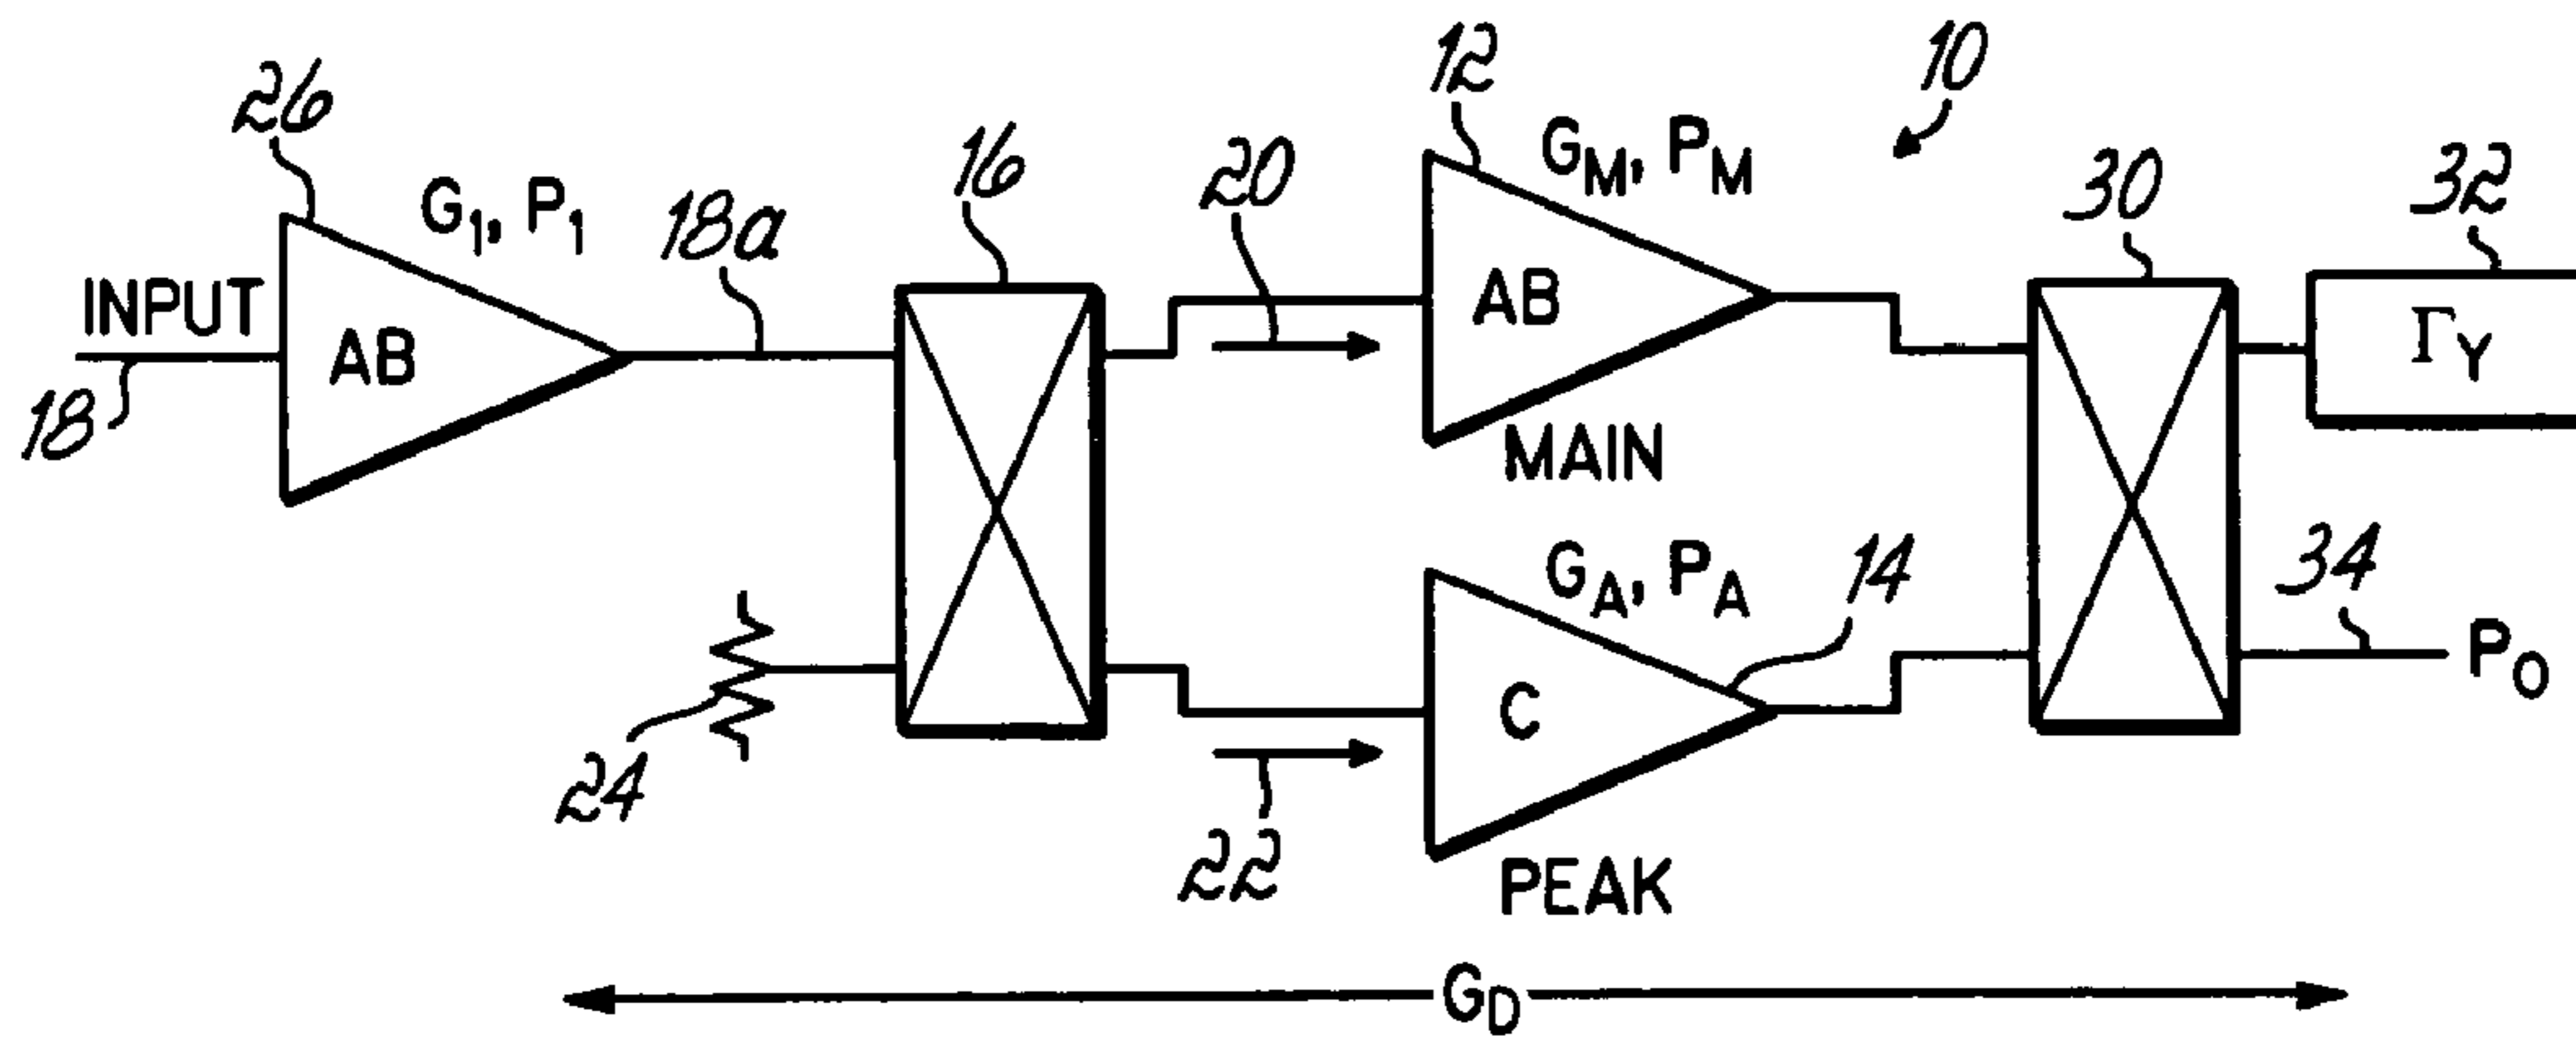 26
G1, P1
18a
INPUT
AB
18
16
20
12
GM, PM
10
AB
MAIN
30
32
ΓY
24
22
GA, PA
14
C
PEAK
34
PO
GD